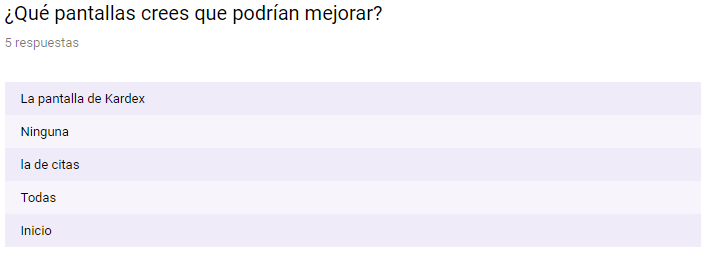 ¿Qué pantallas crees que podrían mejorar?
5 respuestas
La pantalla de Kardex
Ninguna
la de citas
Todas
Inicio